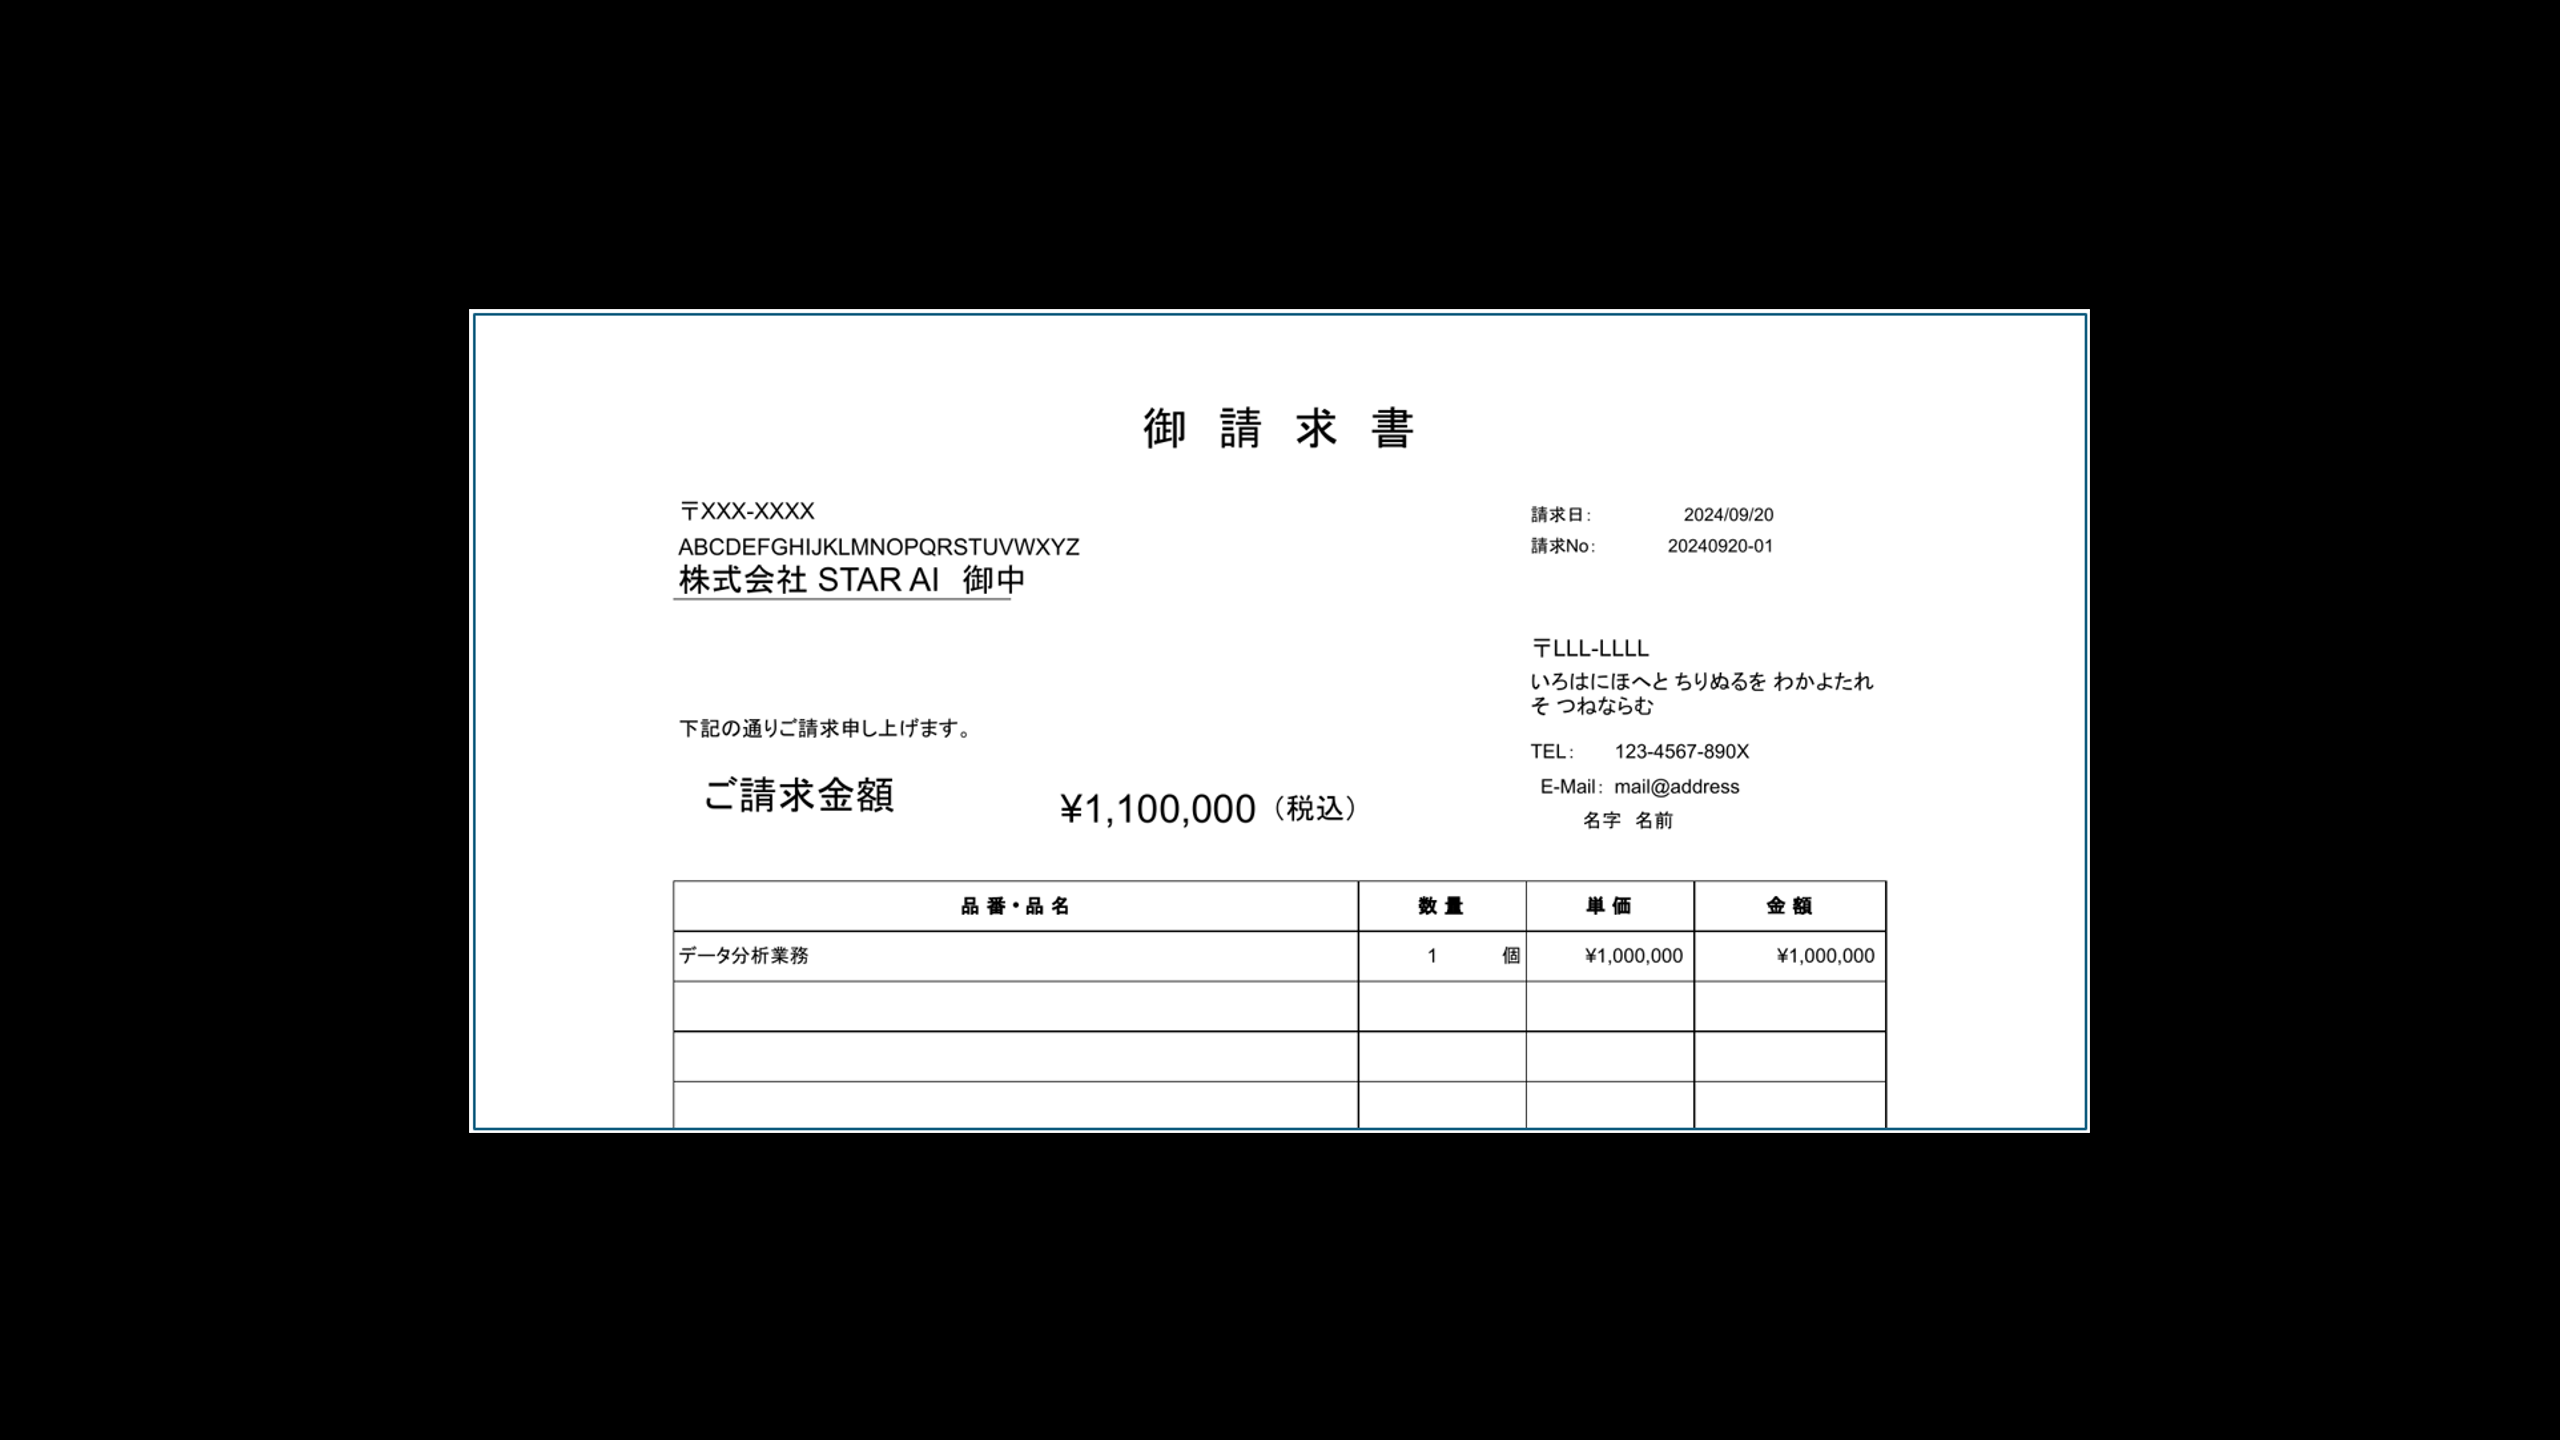 御 請 求 書
〒XXX-XXXX
ABCDEFGHIJKLMNOPQRSTUVWXYZ
株式会社 STAR AI 御中
請求日： 2024/09/20
請求No： 20240920-01
〒LLL-LLLL
いろはにほへと ちりぬるを わかよたれ
そ つねならむ
TEL： 123-4567-890X
E-Mail： mail@address
名字 名前
下記の通りご請求申し上げます。
ご請求金額 ¥1,100,000（税込）
品 番・品 名 数 量 単 価 金 額
データ分析業務 1 個 ¥1,000,000 ¥1,000,000